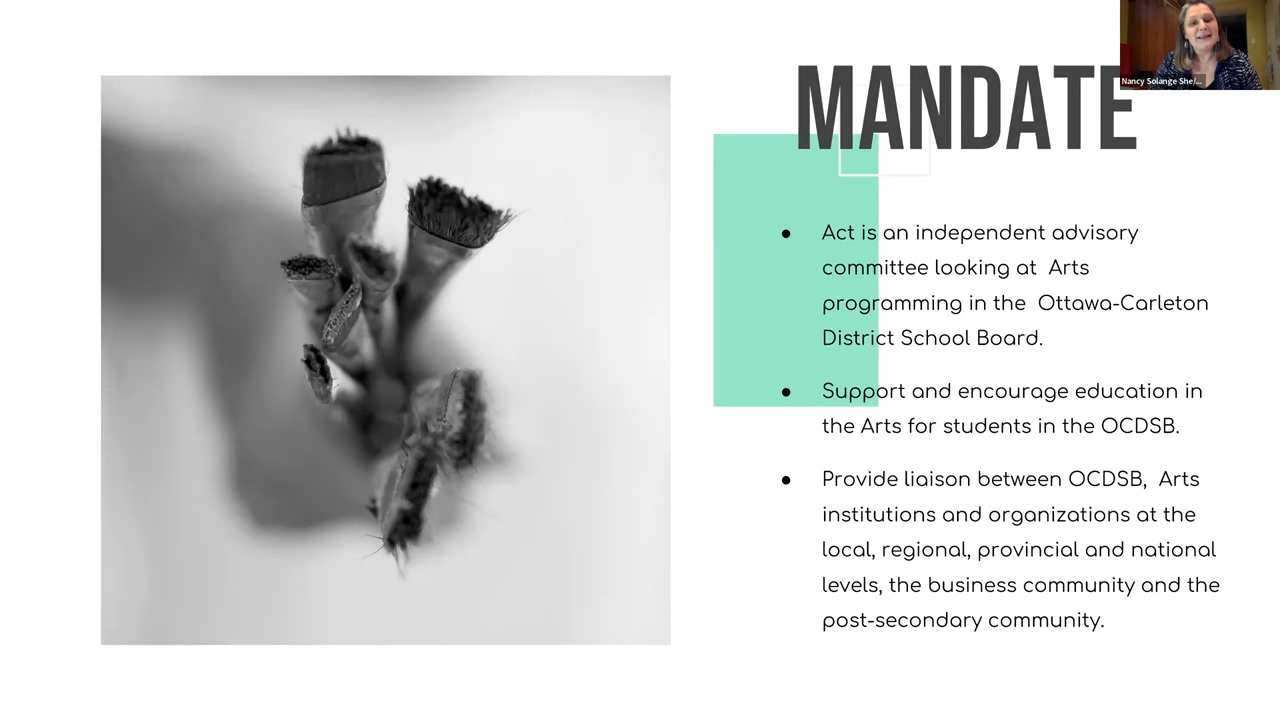 MANDATE
Nancy Solange She/...
● Act is an independent advisory
committee looking at  Arts
programming in the  Ottawa-Carleton
District School Board.
● Support and encourage education in
the Arts for students in the OCDSB.
● Provide liaison between OCDSB,  Arts
institutions and organizations at the
local, regional, provincial and national
levels, the business community and the
post-secondary community.